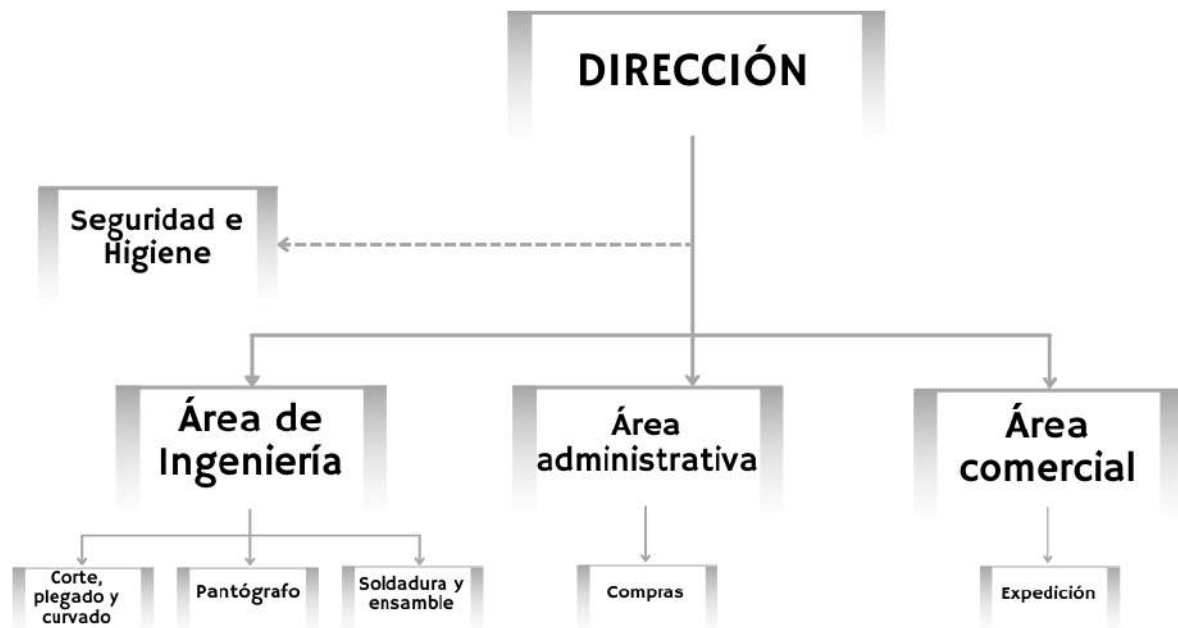 DIRECCIÓN
Seguridad e
Higiene
Área de
Ingeniería
Área
administrativa
Área
comercial
Corte,
plegado y
curvado
Pantógrafo
Soldadura y
ensamble
Compras
Expedición